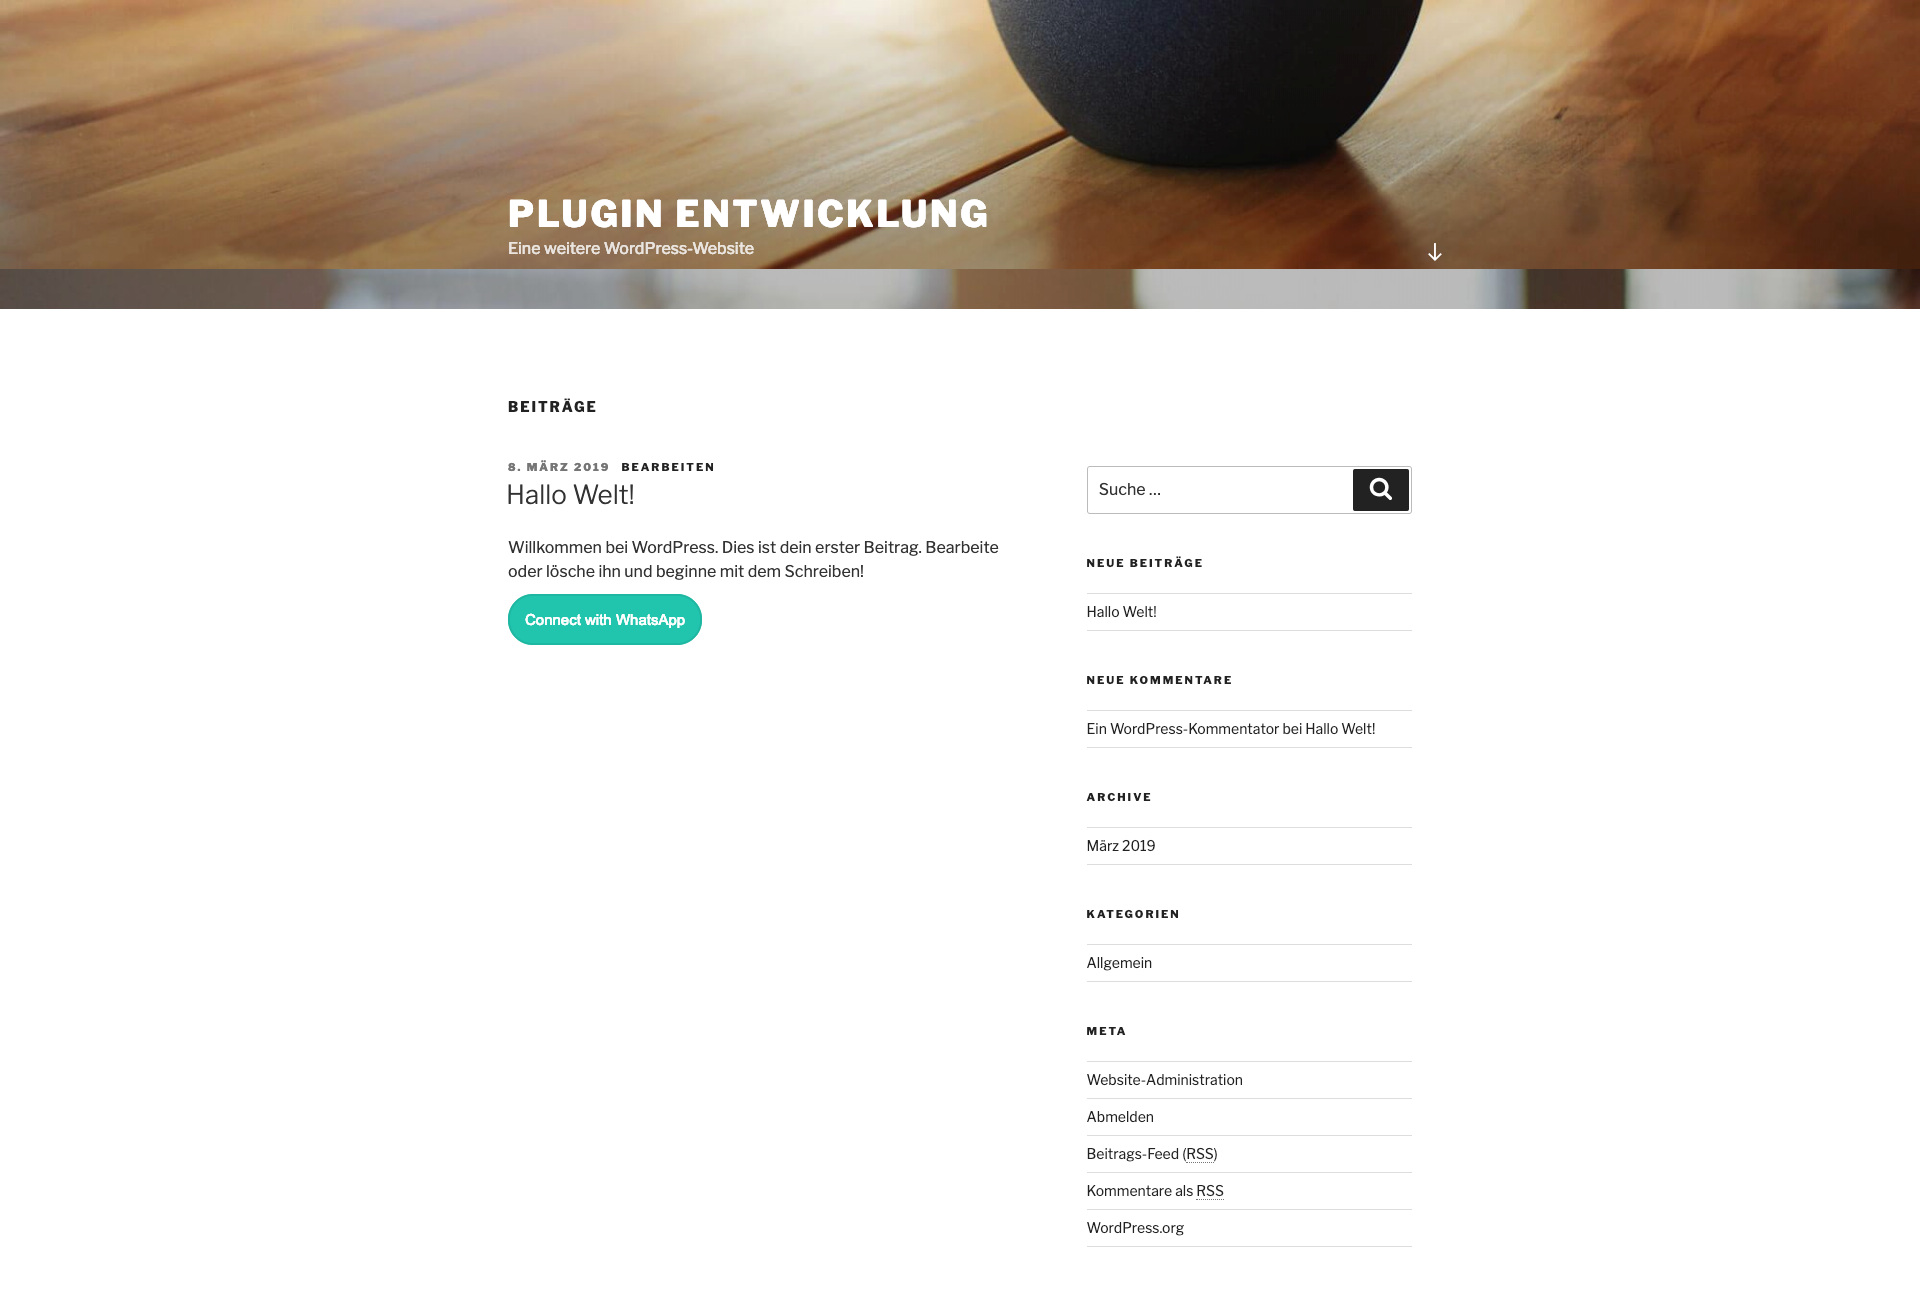 PLUGIN ENTWICKLUNG
Eine weitere WordPress-Website
BEITRÄGE
8. MÄRZ 2019 BEARBEITEN
Hallo Welt!
Willkommen bei WordPress. Dies ist dein erster Beitrag. Bearbeite
oder lösche ihn und beginne mit dem Schreiben!
Connect with WhatsApp
Suche …
NEUE BEITRÄGE
Hallo Welt!
NEUE KOMMENTARE
Ein WordPress-Kommentator bei Hallo Welt!
ARCHIVE
März 2019
KATEGORIEN
Allgemein
META
Website-Administration
Abmelden
Beitrags-Feed (RSS)
Kommentare als RSS
WordPress.org